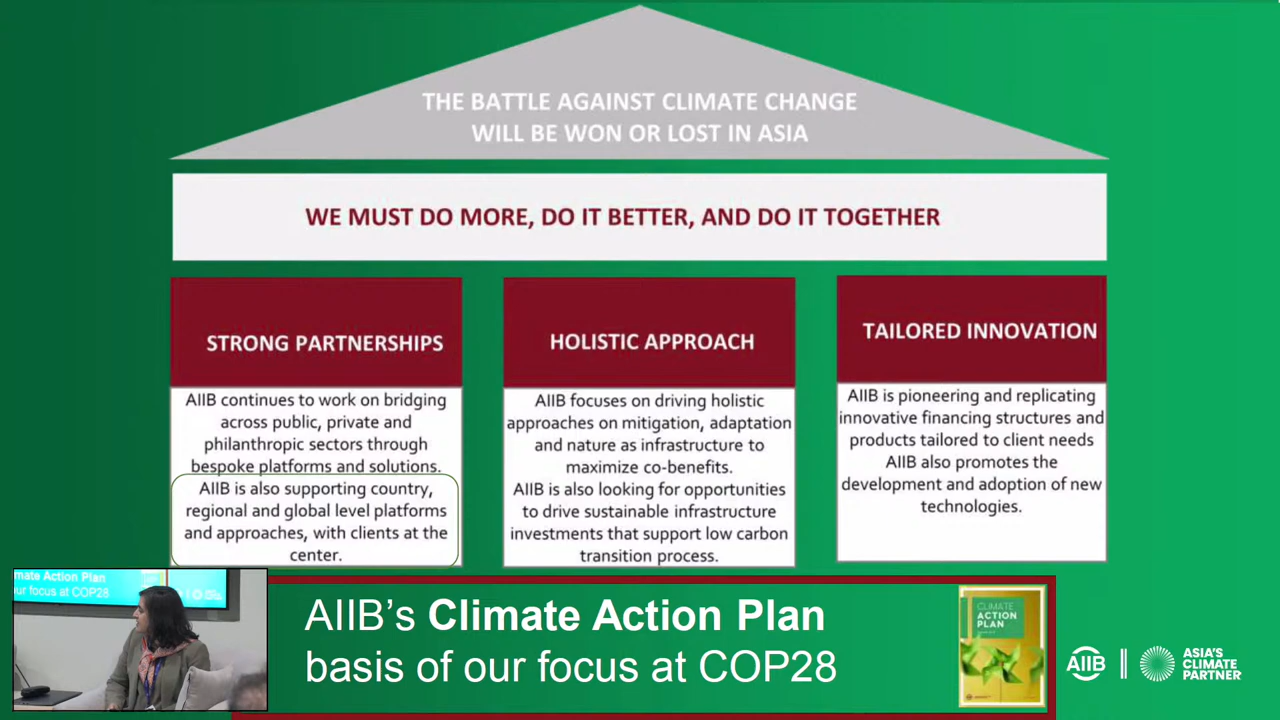 THE BATTLE AGAINST CLIMATE CHANGE
WILL BE WON OR LOST IN ASIA
WE MUST DO MORE, DO IT BETTER, AND DO IT TOGETHER
STRONG PARTNERSHIPS
AIIB continues to work on bridging
across public, private and
philanthropic sectors through
bespoke platforms and solutions.
AIIB is also supporting country,
regional and global level platforms
and approaches, with clients at the
center.
HOLISTIC APPROACH
AIIB focuses on driving holistic
approaches on mitigation, adaptation
and nature as infrastructure to
maximize co-benefits.
AIIB is also looking for opportunities
to drive sustainable infrastructure
investments that support low carbon
transition process.
TAILORED INNOVATION
AIIB is pioneering and replicating
innovative financing structures and
products tailored to client needs
AIIB also promotes the
development and adoption of new
technologies.
mate Action Plan
ur focus at COP28
AIIB's Climate Action Plan
basis of our focus at COP28
CLIMATE
ACTION
PLAN
AIIB
ASIA'S
CLIMATE
PARTNER